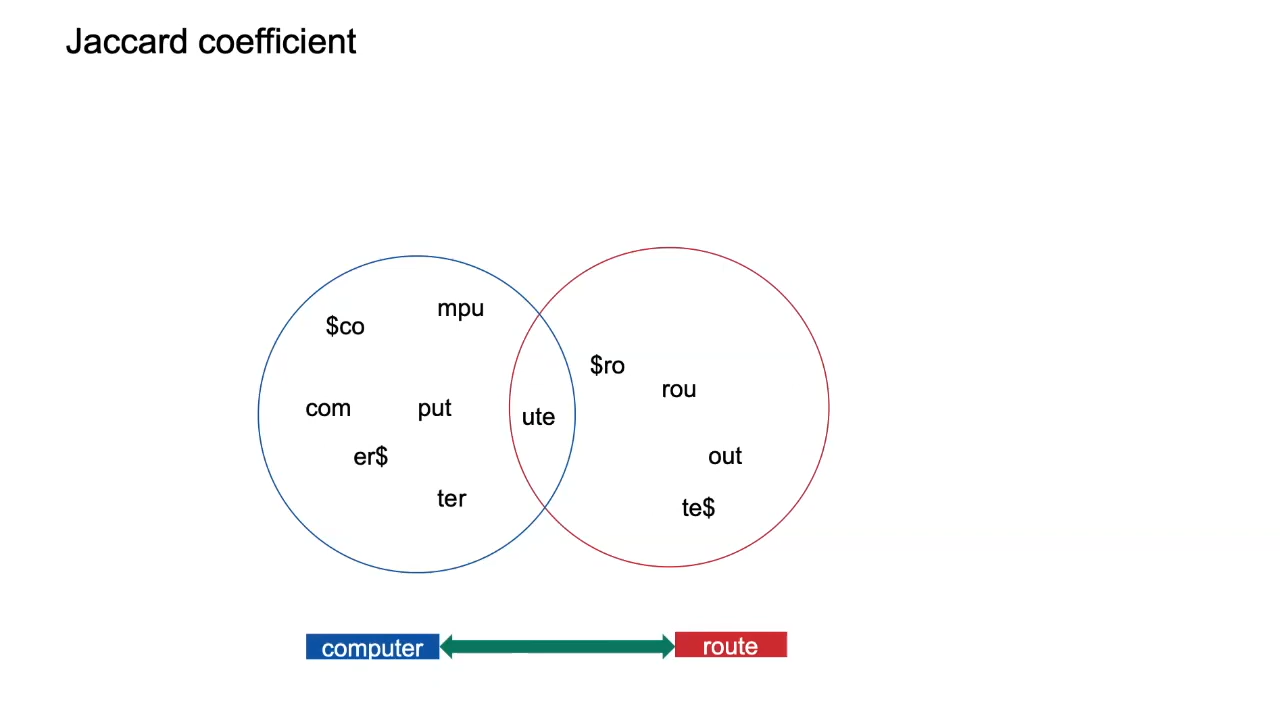 Jaccard coefficient
mpu
$co
$ro
rou
com
put
ute
er$
out
ter
te$
computer
route